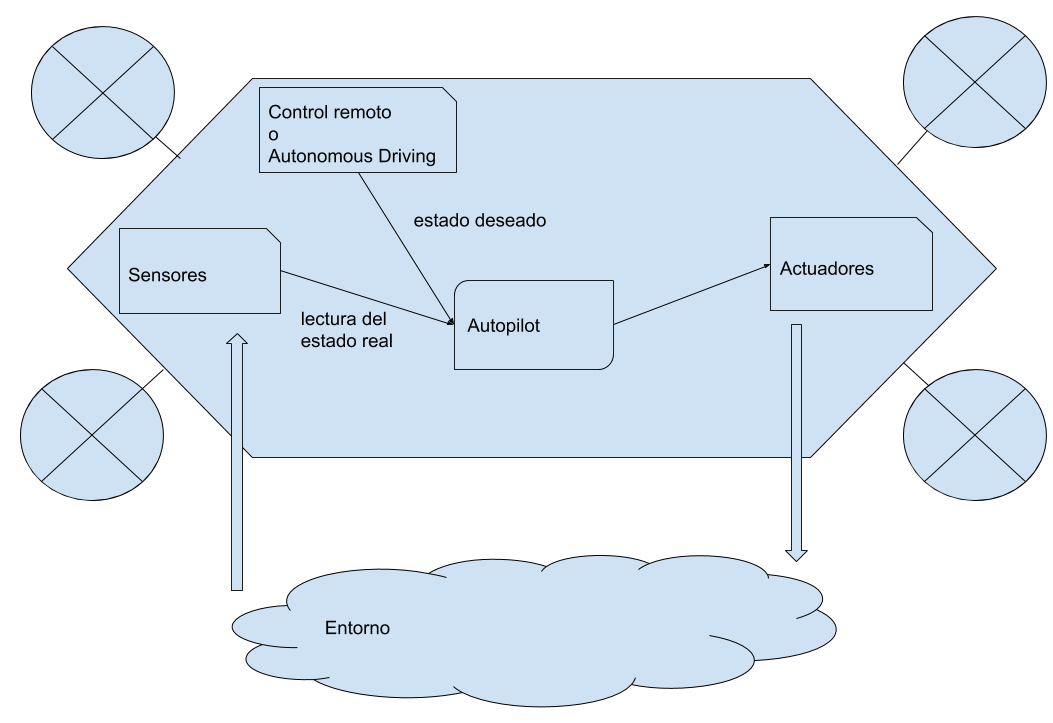 Control remoto
o
Autonomous Driving
estado deseado
Sensores
Actuadores
lectura del
estado real
Autopilot
Entorno